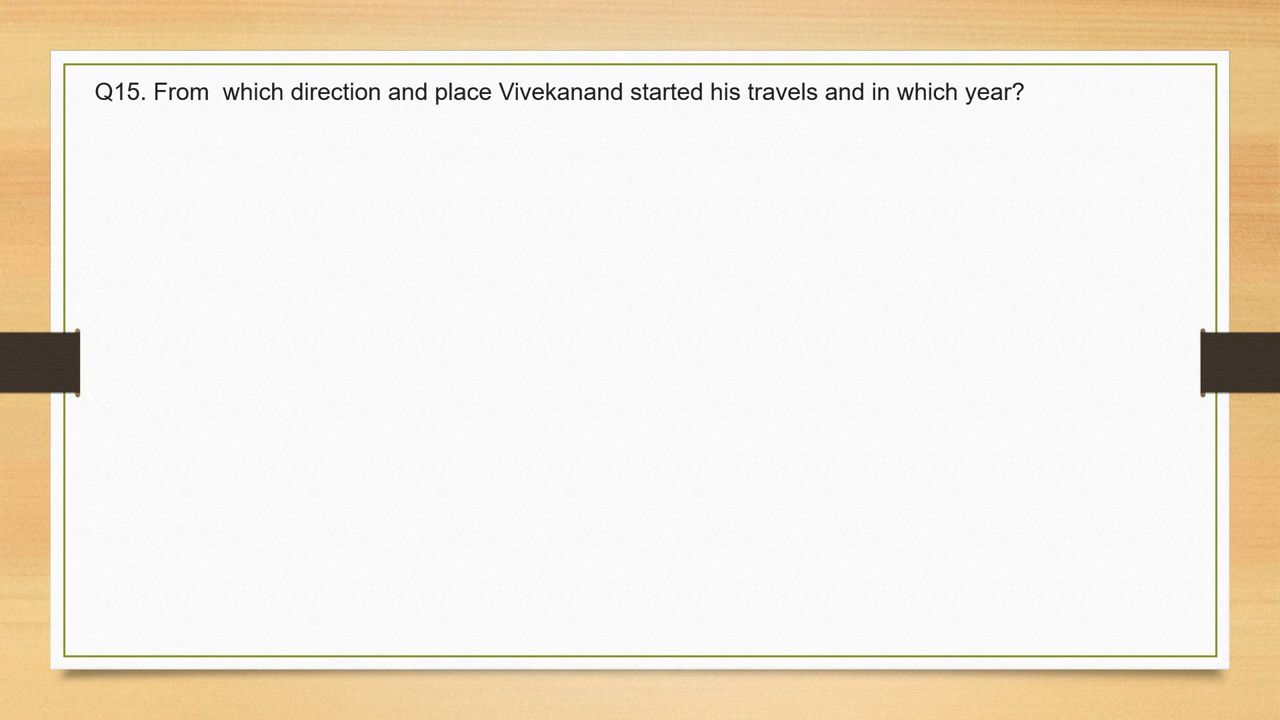 Q15. From  which direction and place Vivekanand started his travels and in which year?